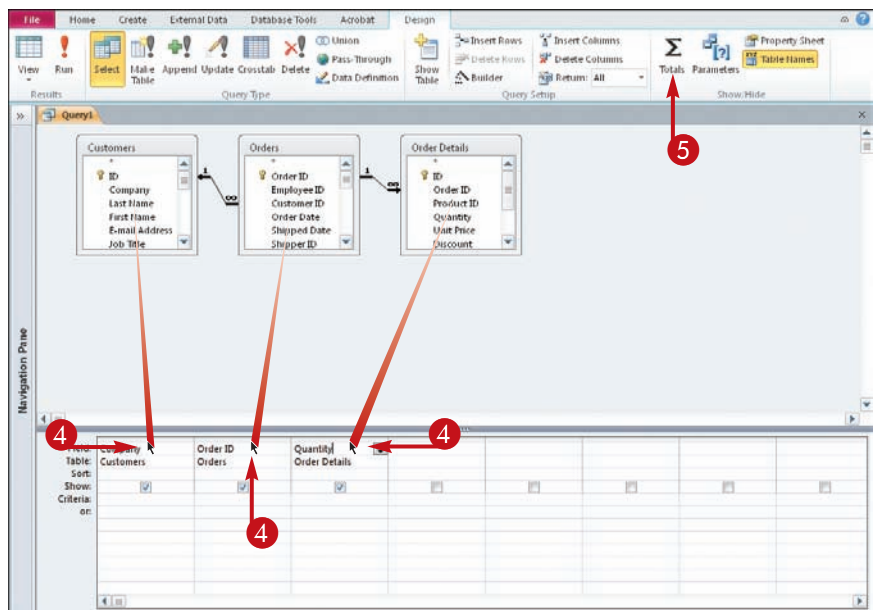 File Home Create External Data Database Tools Acrobat Design
View Run Select Make Table Append Update Crosstab Delete
Union
Pass-Through
Data Definition
Show Table
Insert Rows
Delete Rows
Builder
Insert Columns
Delete Columns
Return: All
Totals Parameters
Property Sheet
Table Names
Results Query Type Query Setup Show/Hide
5
Query1
Navigation Pane
Customers
*
ID
Company
Last Name
First Name
E-mail Address
Job Title
1
∞
Orders
*
Order ID
Employee ID
Customer ID
Order Date
Shipped Date
Shipper ID
1
∞
Order Details
*
ID
Order ID
Product ID
Quantity
Unit Price
Discount
4
4
4
Field: Company Order ID Quantity
Table: Customers Orders Order Details
Sort:
Show:
Criteria:
or: